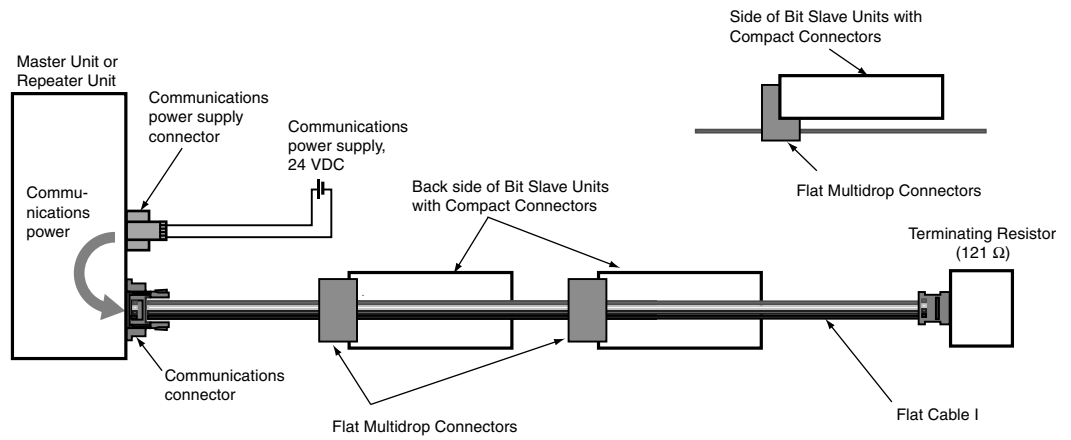 Side of Bit Slave Units with
Compact Connectors
Master Unit or
Repeater Unit
Communications
power supply
connector
Communications
power supply,
24 VDC
Commu-
nications
power
Back side of Bit Slave Units
with Compact Connectors
Flat Multidrop Connectors
Terminating Resistor
(121 Ω)
Communications
connector
Flat Multidrop Connectors
Flat Cable I